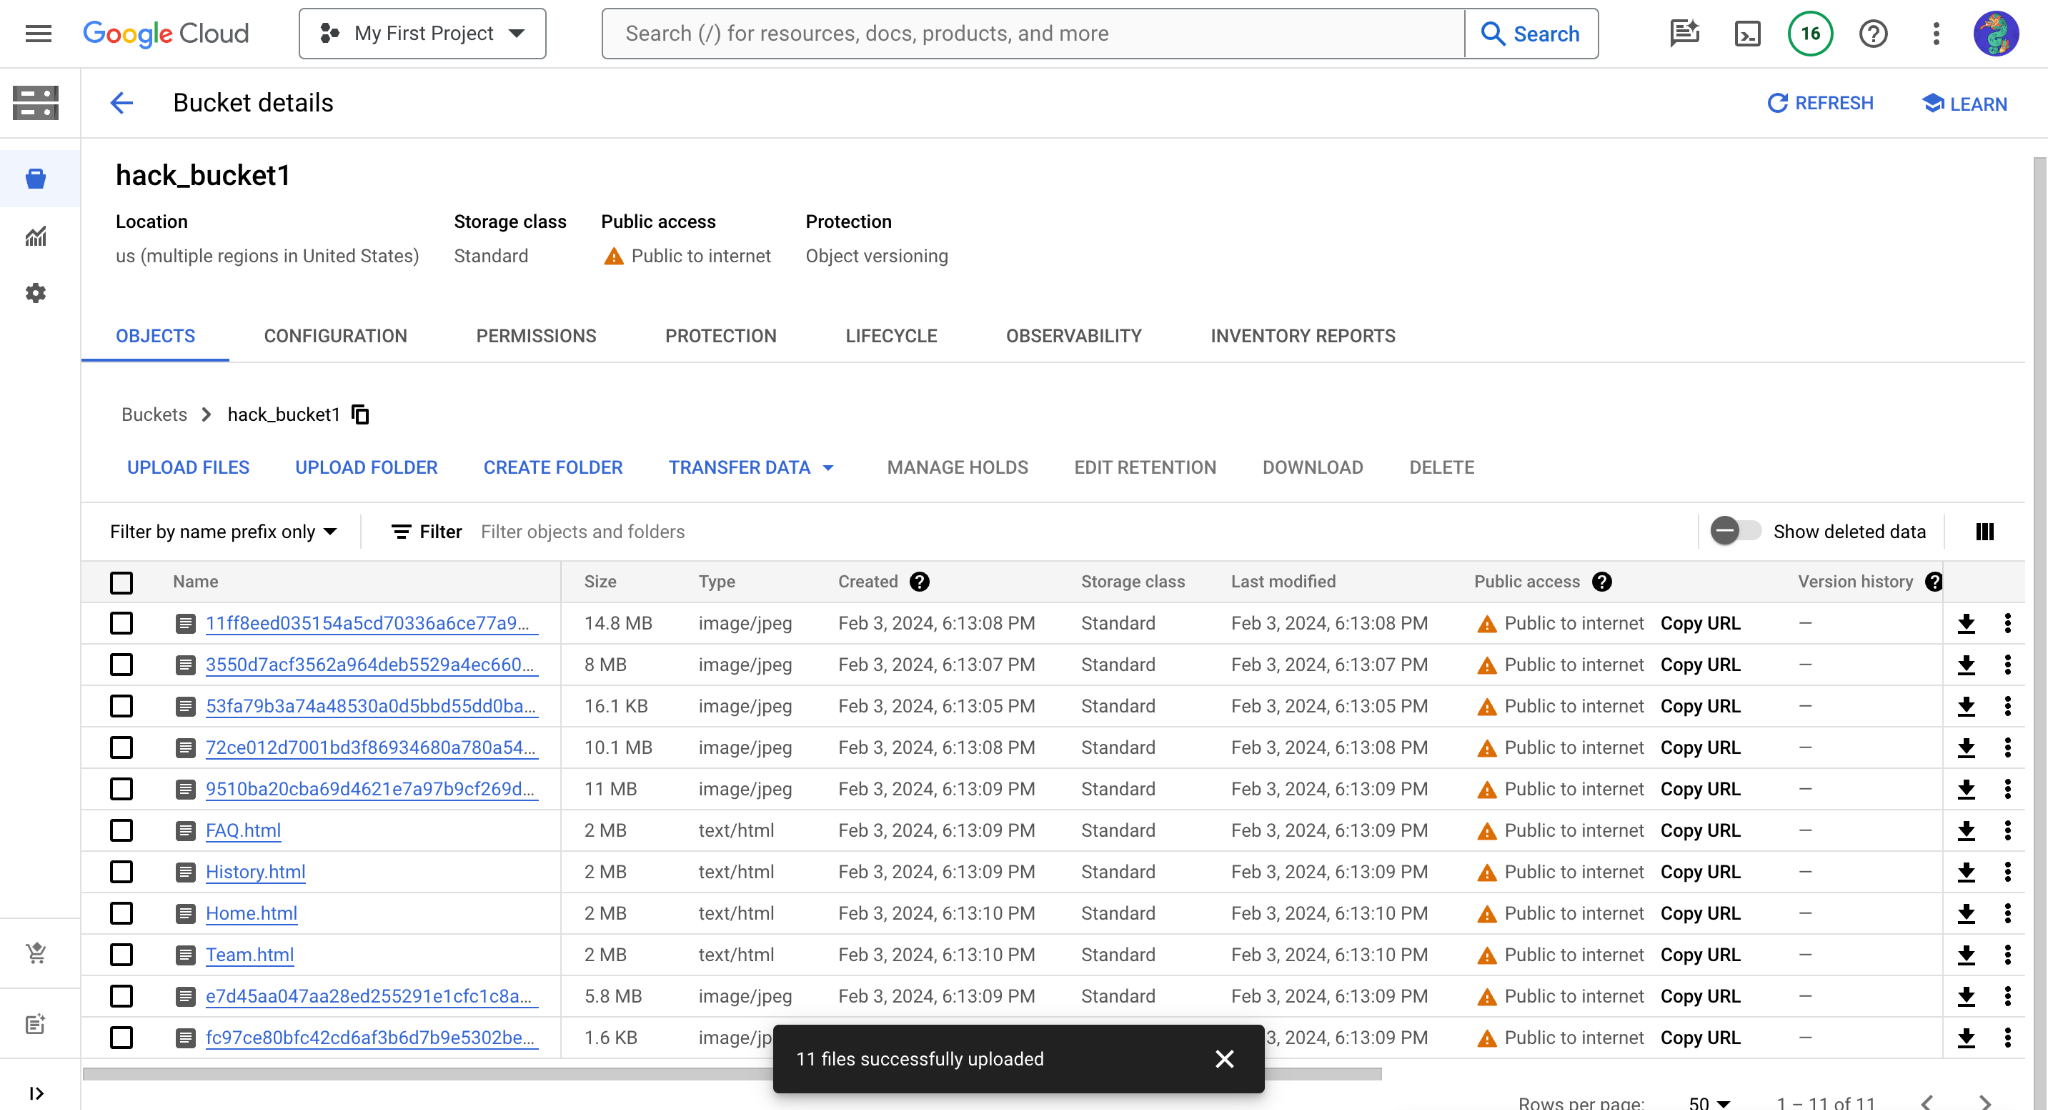 Google Cloud
My First Project
Search (/) for resources, docs, products, and more
Search
16
Bucket details
REFRESH
LEARN
hack_bucket1
Location Storage class Public access Protection
us (multiple regions in United States) Standard Public to internet Object versioning
OBJECTS CONFIGURATION PERMISSIONS PROTECTION LIFECYCLE OBSERVABILITY INVENTORY REPORTS
Buckets hack_bucket1
UPLOAD FILES UPLOAD FOLDER CREATE FOLDER TRANSFER DATA MANAGE HOLDS EDIT RETENTION DOWNLOAD DELETE
Filter by name prefix only Filter Filter objects and folders Show deleted data
Name Size Type Created Storage class Last modified Public access Version history
11ff8eed035154a5cd70336a6ce77a9... 14.8 MB image/jpeg Feb 3, 2024, 6:13:08 PM Standard Feb 3, 2024, 6:13:08 PM Public to internet Copy URL —
3550d7acf3562a964deb5529a4ec660... 8 MB image/jpeg Feb 3, 2024, 6:13:07 PM Standard Feb 3, 2024, 6:13:07 PM Public to internet Copy URL —
53fa79b3a74a48530a0d5bbd55dd0ba... 16.1 KB image/jpeg Feb 3, 2024, 6:13:05 PM Standard Feb 3, 2024, 6:13:05 PM Public to internet Copy URL —
72ce012d7001bd3f86934680a780a54... 10.1 MB image/jpeg Feb 3, 2024, 6:13:08 PM Standard Feb 3, 2024, 6:13:08 PM Public to internet Copy URL —
9510ba20cba69d4621e7a97b9cf269d... 11 MB image/jpeg Feb 3, 2024, 6:13:09 PM Standard Feb 3, 2024, 6:13:09 PM Public to internet Copy URL —
FAQ.html 2 MB text/html Feb 3, 2024, 6:13:09 PM Standard Feb 3, 2024, 6:13:09 PM Public to internet Copy URL —
History.html 2 MB text/html Feb 3, 2024, 6:13:09 PM Standard Feb 3, 2024, 6:13:09 PM Public to internet Copy URL —
Home.html 2 MB text/html Feb 3, 2024, 6:13:10 PM Standard Feb 3, 2024, 6:13:10 PM Public to internet Copy URL —
Team.html 2 MB text/html Feb 3, 2024, 6:13:10 PM Standard Feb 3, 2024, 6:13:10 PM Public to internet Copy URL —
e7d45aa047aa28ed255291e1cfc1c8a... 5.8 MB image/jpeg Feb 3, 2024, 6:13:09 PM Standard Feb 3, 2024, 6:13:09 PM Public to internet Copy URL —
fc97ce80bfc42cd6af3b6d7b9e5302be... 1.6 KB image/jp 3, 2024, 6:13:09 PM Public to internet Copy URL —
11 files successfully uploaded
Rows per page: 50 1 – 11 of 11